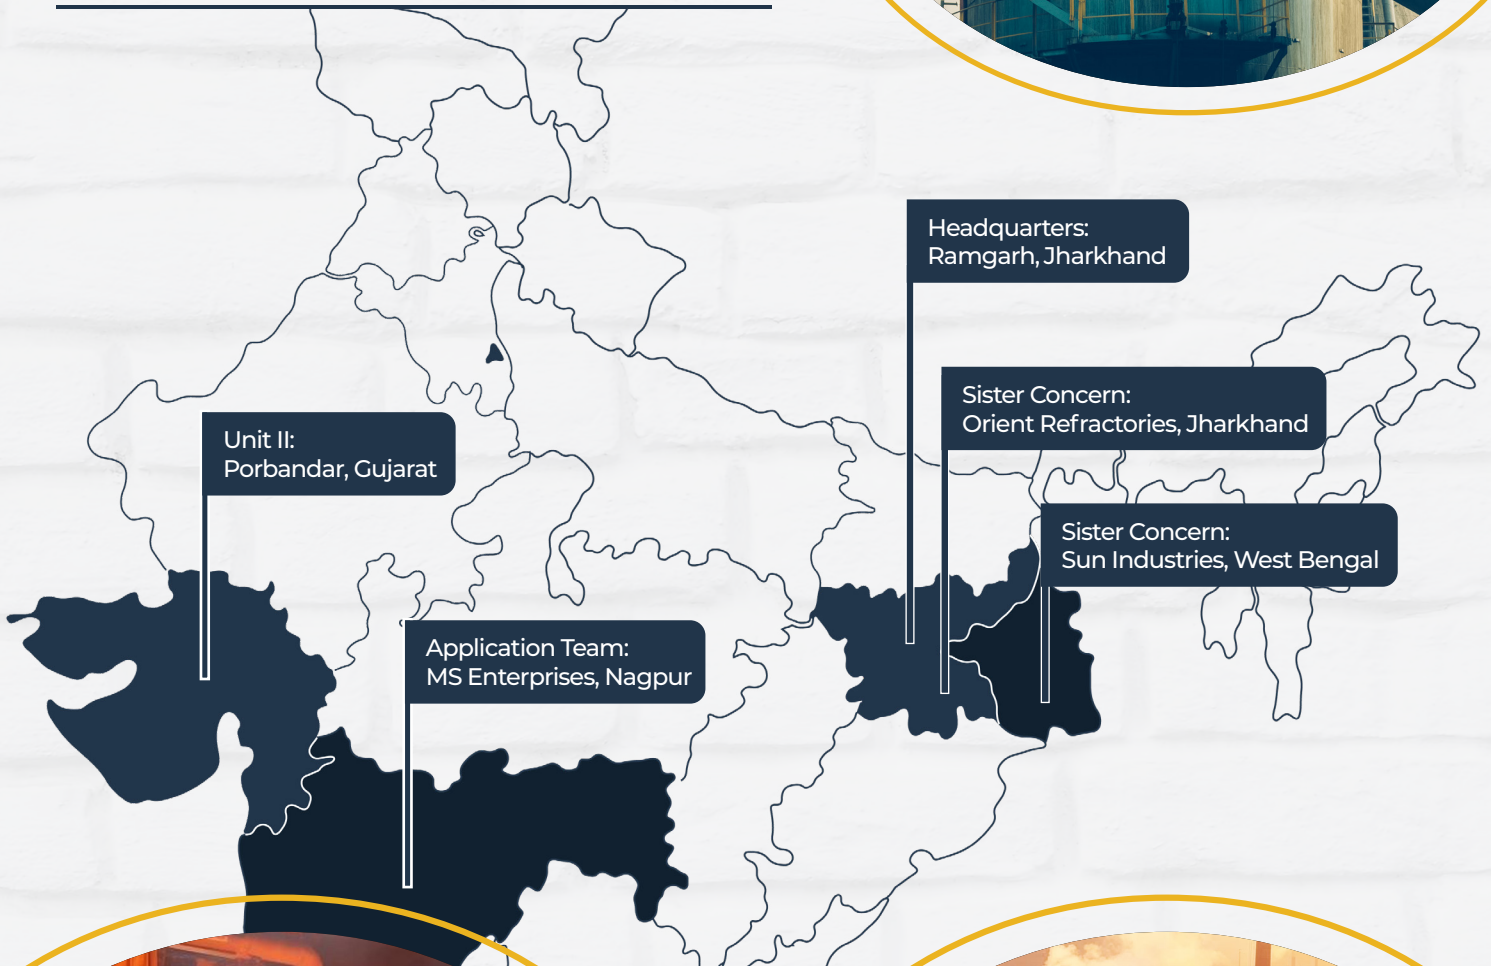 Headquarters:
Ramgarh, Jharkhand
Sister Concern:
Orient Refractories, Jharkhand
Unit II:
Porbandar, Gujarat
Sister Concern:
Sun Industries, West Bengal
Application Team:
MS Enterprises, Nagpur